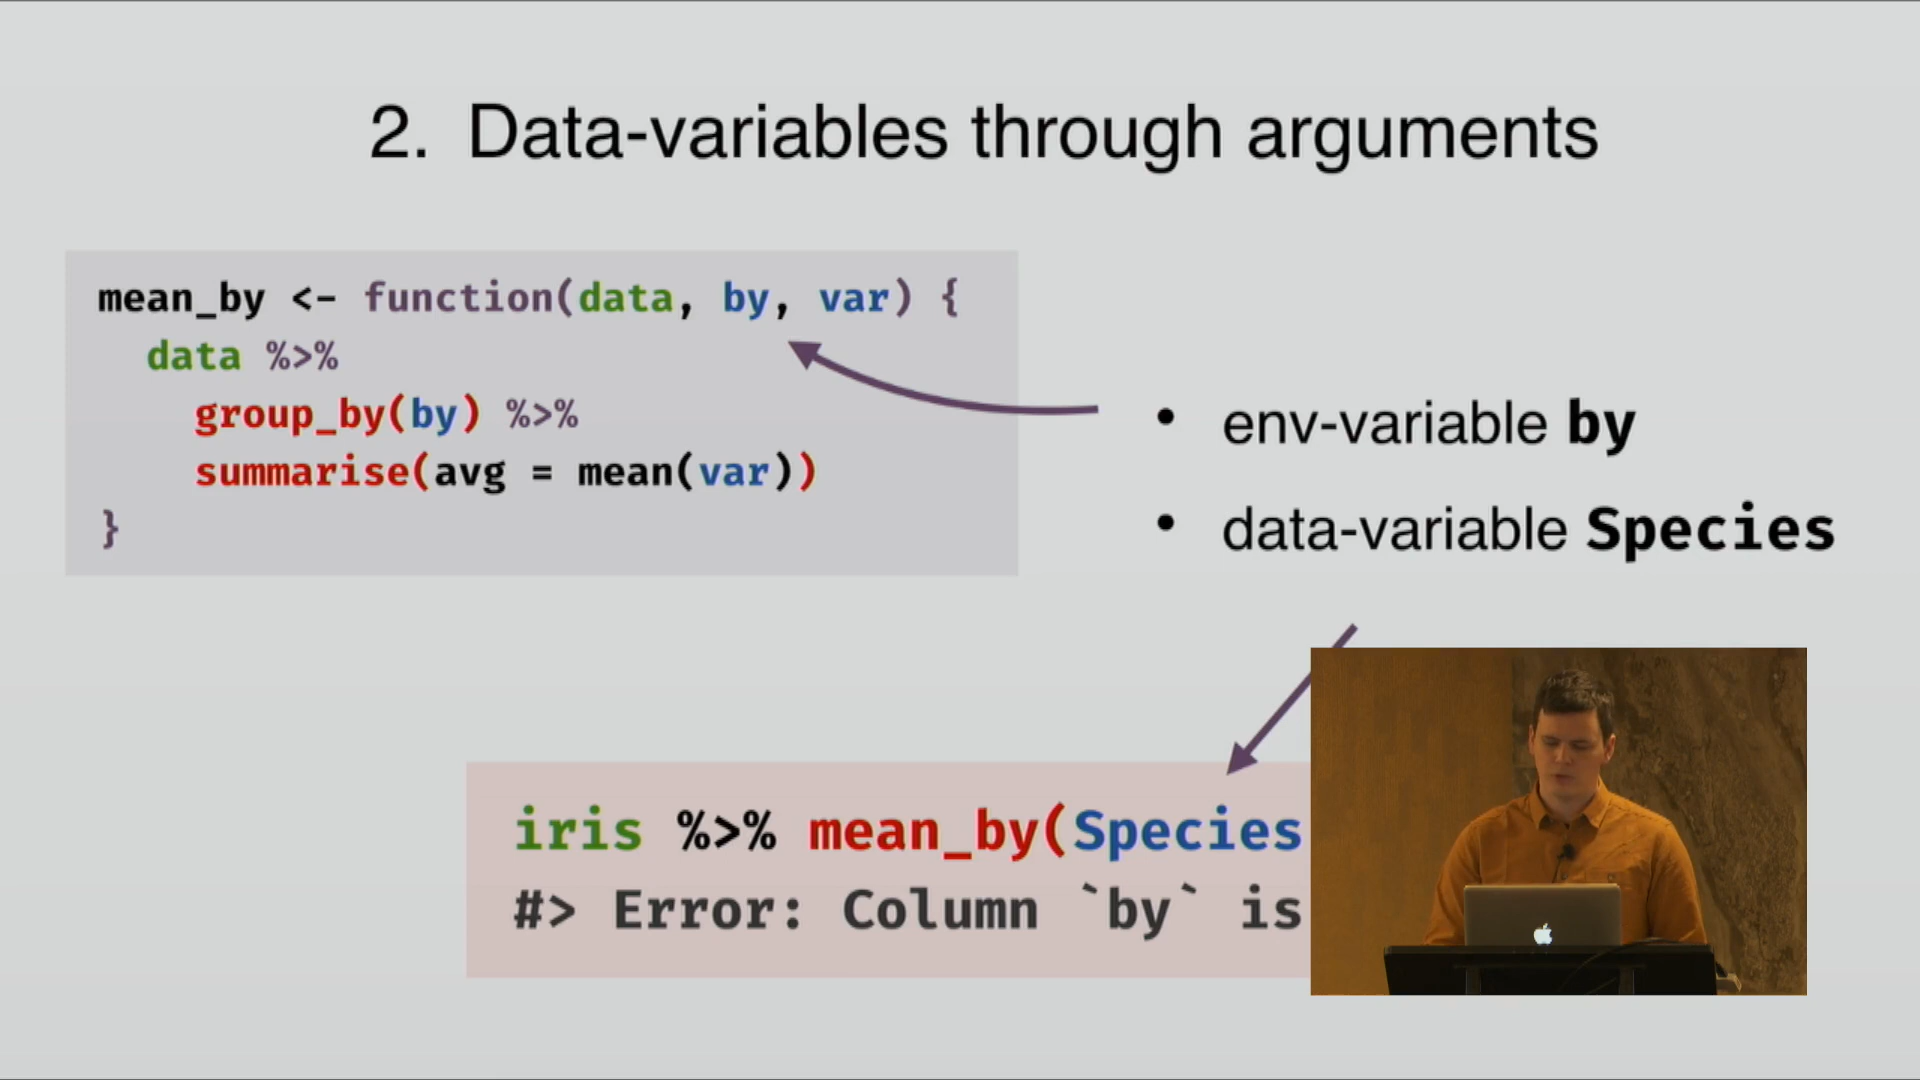 2. Data-variables through arguments
mean_by <- function(data, by, var) {
data %>%
group_by(by) %>%
summarise(avg = mean(var))
}
• env-variable by
• data-variable Species
iris %>% mean_by(Species
#> Error: Column `by` is